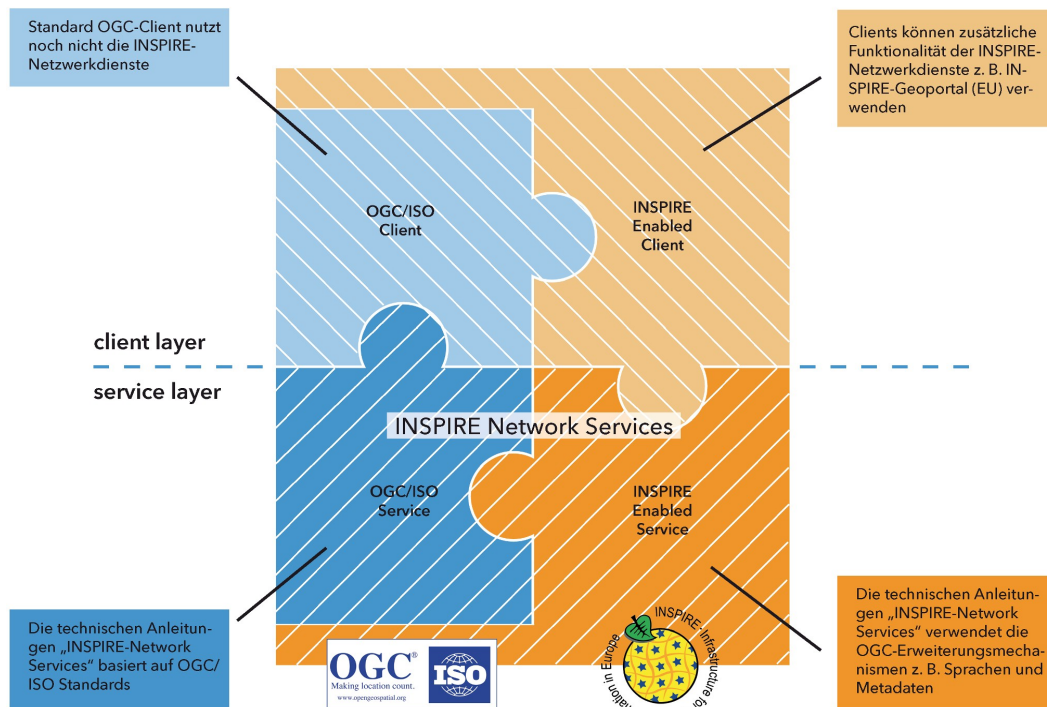 Standard OGC-Client nutzt
noch nicht die INSPIRE-
Netzwerkdienste
Clients können zusätzliche
Funktionalität der INSPIRE-
Netzwerkdienste z. B. IN-
SPIRE-Geoportal (EU) ver-
wenden
OGC/ISO
Client
INSPIRE
Enabled
Client
client layer
service layer
INSPIRE Network Services
OGC/ISO
Service
INSPIRE
Enabled
Service
Die technischen Anleitun-
gen „INSPIRE-Network
Services“ basiert auf OGC/
ISO Standards
OGC®
Making location count.
www.opengeospatial.org
ISO
INSPIRE-Infrastructure for
mation in Europe
Die technischen Anleitun-
gen „INSPIRE-Network
Services“ verwendet die
OGC-Erweiterungsmecha-
nismen z. B. Sprachen und
Metadaten